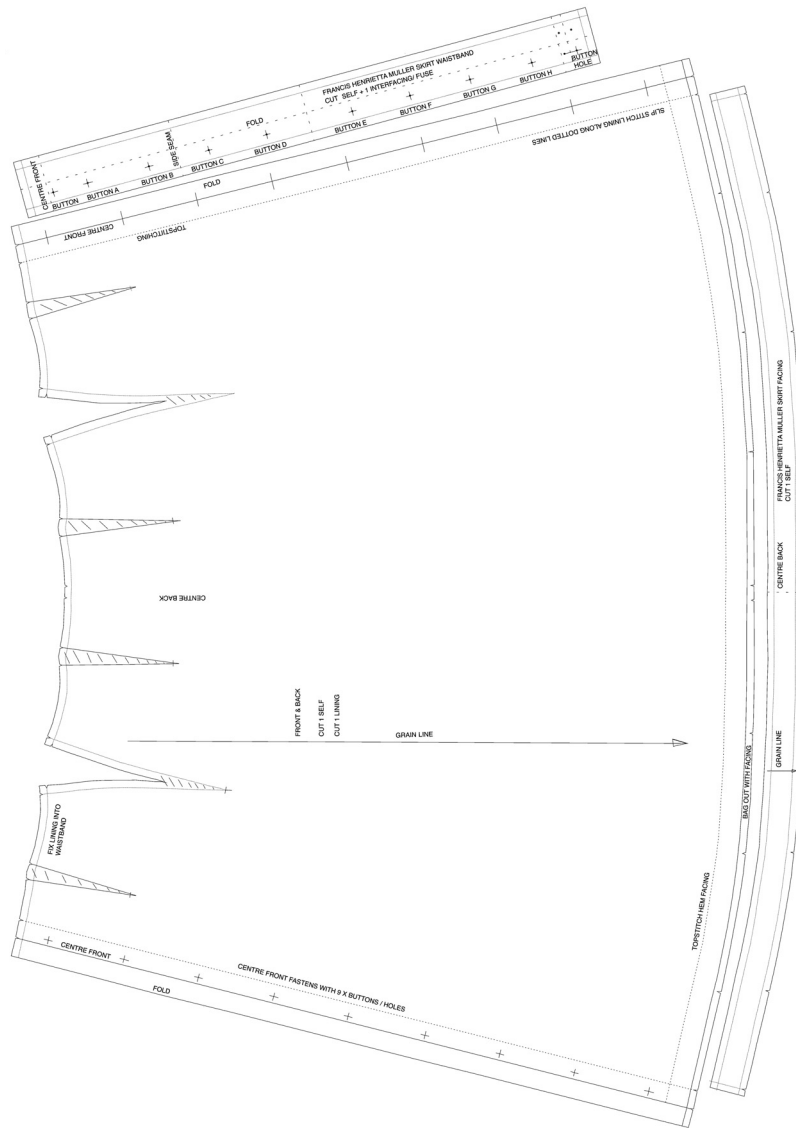 FRANCIS HENRIETTA MULLER SKIRT WAISTBAND
CUT SELF + 1 INTERFACING/ FUSE
BUTTON
HOLE
CENTRE FRONT
SIDE SEAM
FOLD
BUTTON
BUTTON A
BUTTON B
BUTTON C
BUTTON D
BUTTON E
BUTTON F
BUTTON G
BUTTON H
SLIP STITCH LINING ALONG DOTTED LINES
FOLD
CENTRE FRONT
TOPSTITCHING
FRANCIS HENRIETTA MULLER SKIRT FACING
CUT 1 SELF
CENTRE BACK
GRAIN LINE
CENTRE BACK
FRONT & BACK
CUT 1 SELF
CUT 1 LINING
GRAIN LINE
BAG OUT WITH FACING
FIX LINING INTO
WAISTBAND
TOPSTITCH HEM FACING
CENTRE FRONT
CENTRE FRONT FASTENS WITH 9 X BUTTONS / HOLES
FOLD